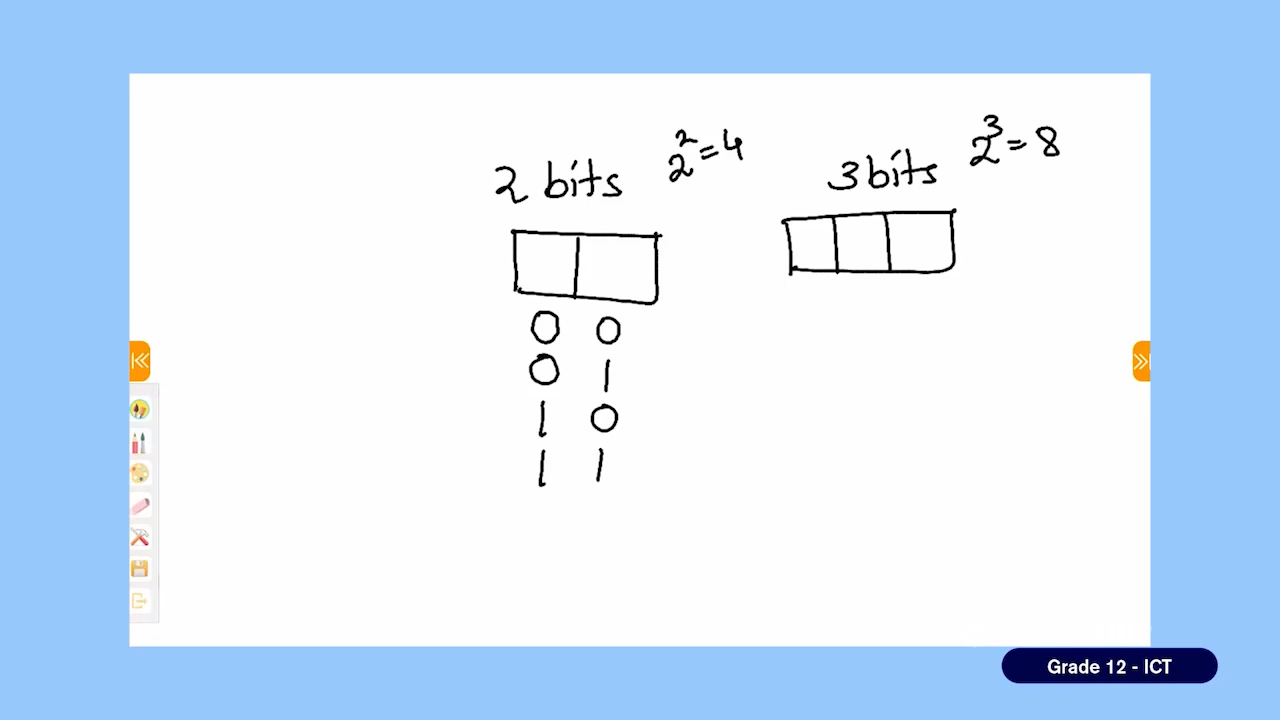 2 bits 2²=4
0 0
0 1
1 0
1 1
3 bits 2³=8
Grade 12 - ICT